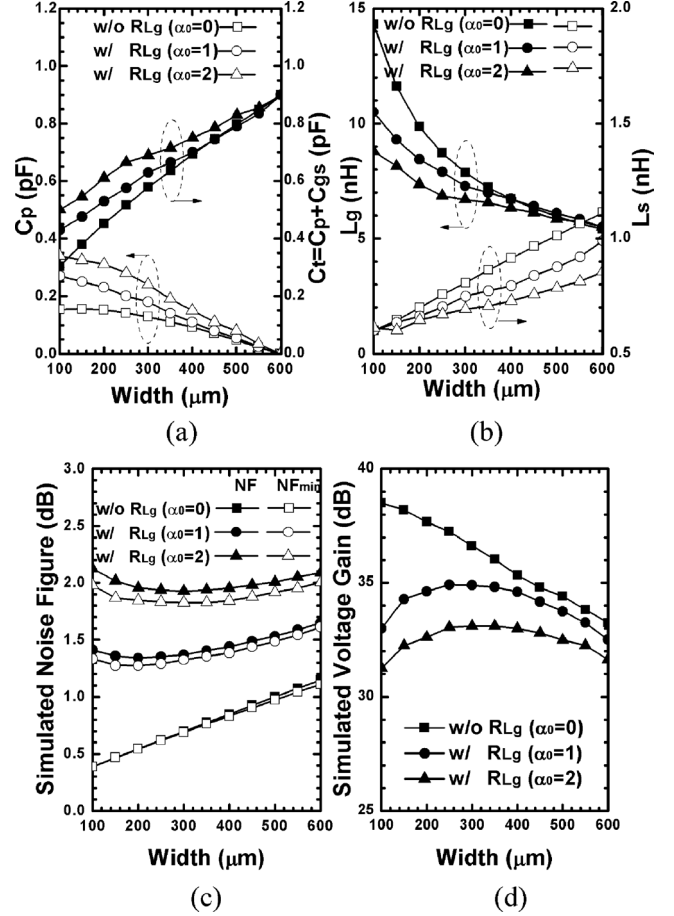 w/o RLg (α0=0)
w/ RLg (α0=1)
w/ RLg (α0=2)
Cp (pF)
1.2
1.0
0.8
0.6
0.4
0.2
0.0
Ct=Cp+Cgs (pF)
1.2
1.0
0.8
0.6
0.4
0.2
0.0
100 200 300 400 500 600
Width (μm)
(a)
w/o RLg (α0=0)
w/ RLg (α0=1)
w/ RLg (α0=2)
Lg (nH)
15
12
9
6
3
0
Ls (nH)
2.0
1.5
1.0
0.5
100 200 300 400 500 600
Width (μm)
(b)
NF NFmin
w/o RLg (α0=0)
w/ RLg (α0=1)
w/ RLg (α0=2)
Simulated Noise Figure (dB)
3.0
2.5
2.0
1.5
1.0
0.5
0.0
100 200 300 400 500 600
Width (μm)
(c)
Simulated Voltage Gain (dB)
40
35
31
25
w/o RLg (α0=0)
w/ RLg (α0=1)
w/ RLg (α0=2)
100 200 300 400 500 600
Width (μm)
(d)